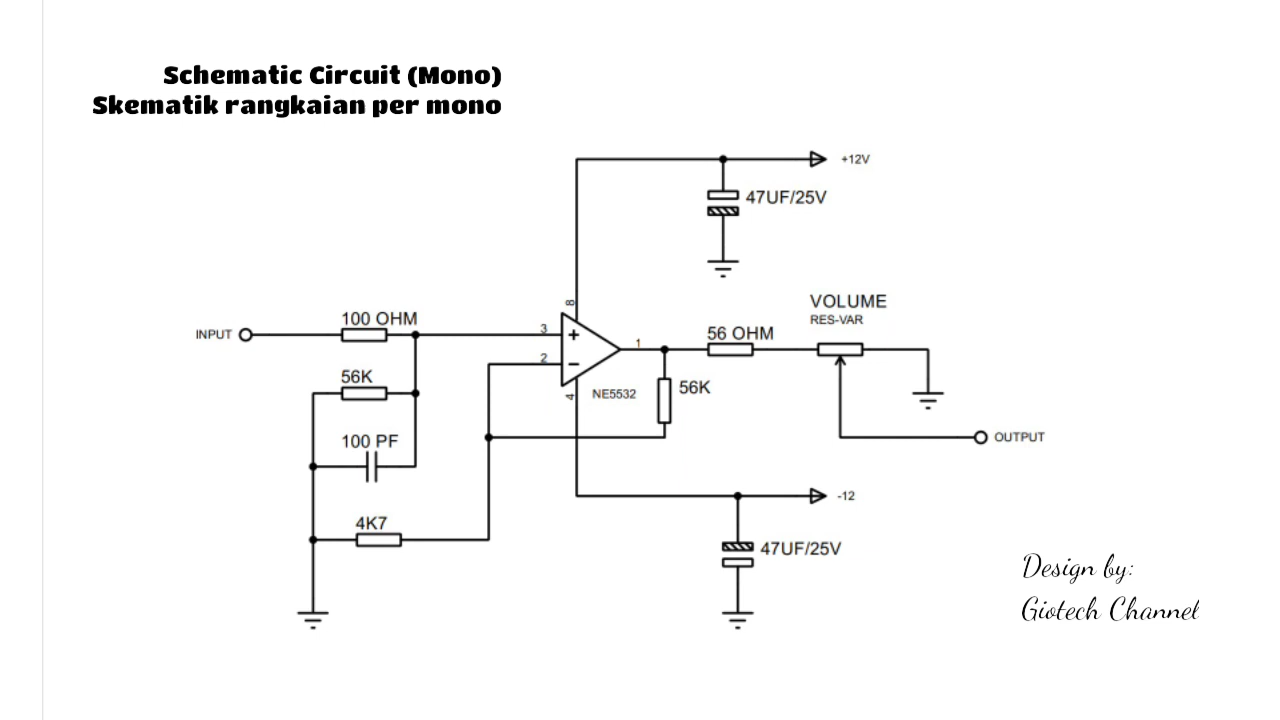 Schematic Circuit (Mono)
Skematik rangkaian per mono
+12V
47UF/25V
8
VOLUME
RES-VAR
INPUT
100 OHM
3
+
1
56 OHM
2
−
56K
4
NE5532
56K
100 PF
OUTPUT
-12
4K7
47UF/25V
Design by:
Giotech Channel